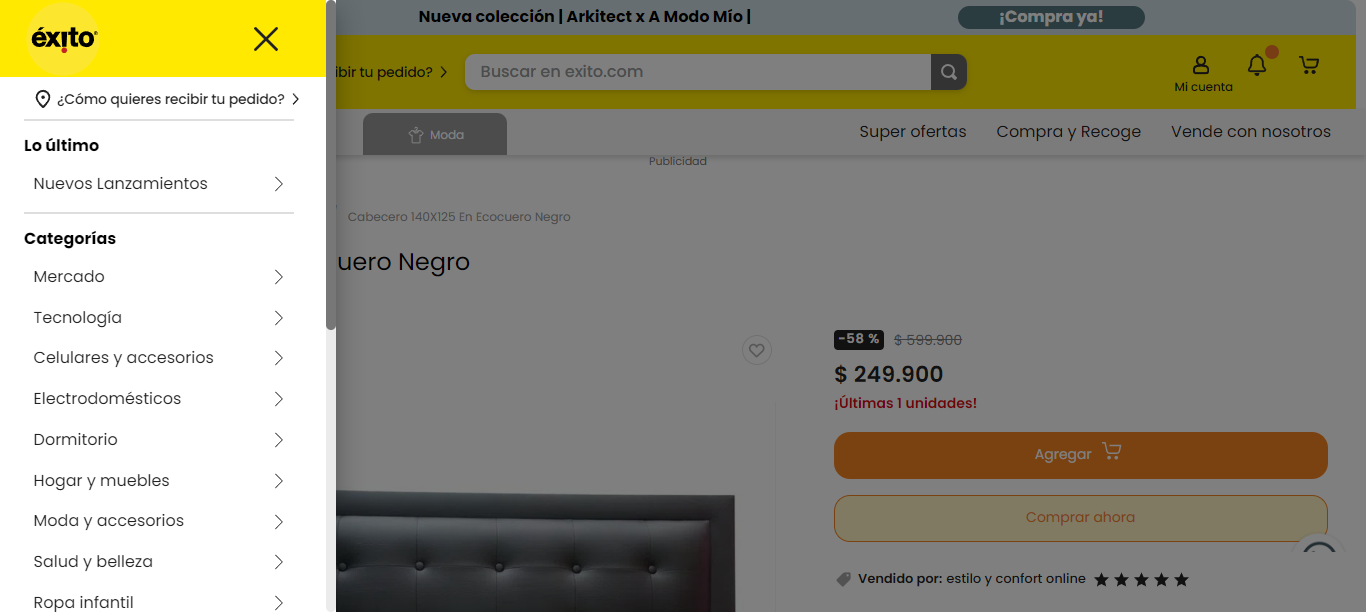 éxito
¿Cómo quieres recibir tu pedido?
Lo último
Nuevos Lanzamientos
Categorías
Mercado
Tecnología
Celulares y accesorios
Electrodomésticos
Dormitorio
Hogar y muebles
Moda y accesorios
Salud y belleza
Ropa infantil
Nueva colección | Arkitect x A Modo Mío |
¡Compra ya!
ibir tu pedido?
Buscar en exito.com
Mi cuenta
Moda
Super ofertas
Compra y Recoge
Vende con nosotros
Publicidad
Cabecero 140X125 En Ecocuero Negro
uero Negro
-58 % $ 599.900
$ 249.900
¡Últimas 1 unidades!
Agregar
Comprar ahora
Vendido por: estilo y confort online